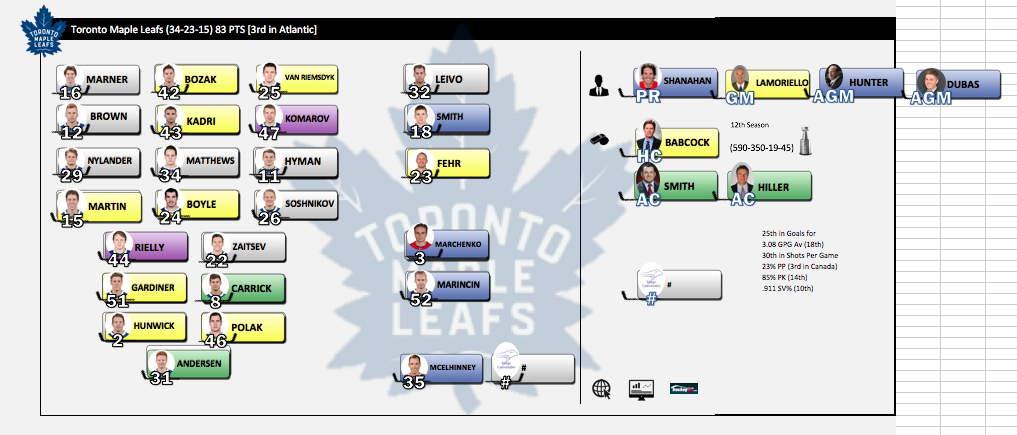 TORONTO
MAPLE
LEAFS
Toronto Maple Leafs (34-23-15) 83 PTS [3rd in Atlantic]
MARNER 16
BOZAK 42
VAN RIEMSDYK 25
LEIVO 32
BROWN 12
KADRI 43
KOMAROV 47
SMITH 18
NYLANDER 29
MATTHEWS 34
HYMAN 11
FEHR 23
MARTIN 15
BOYLE 24
SOSHNIKOV 26
RIELLY 44
ZAITSEV 22
MARCHENKO 3
GARDINER 51
CARRICK 8
MARINCIN 52
HUNWICK 2
POLAK 46
ANDERSEN 31
MCELHINNEY 35
# #
TORONTO
MAPLE
LEAFS
SHANAHAN PR
LAMORIELLO GM
HUNTER AGM
DUBAS AGM
BABCOCK HC
12th Season
(590-350-19-45)
SMITH AC
HILLER AC
25th in Goals for
3.08 GPG Av (18th)
30th in Shots Per Game
23% PP (3rd in Canada)
85% PK (14th)
.911 SV% (10th)
# #